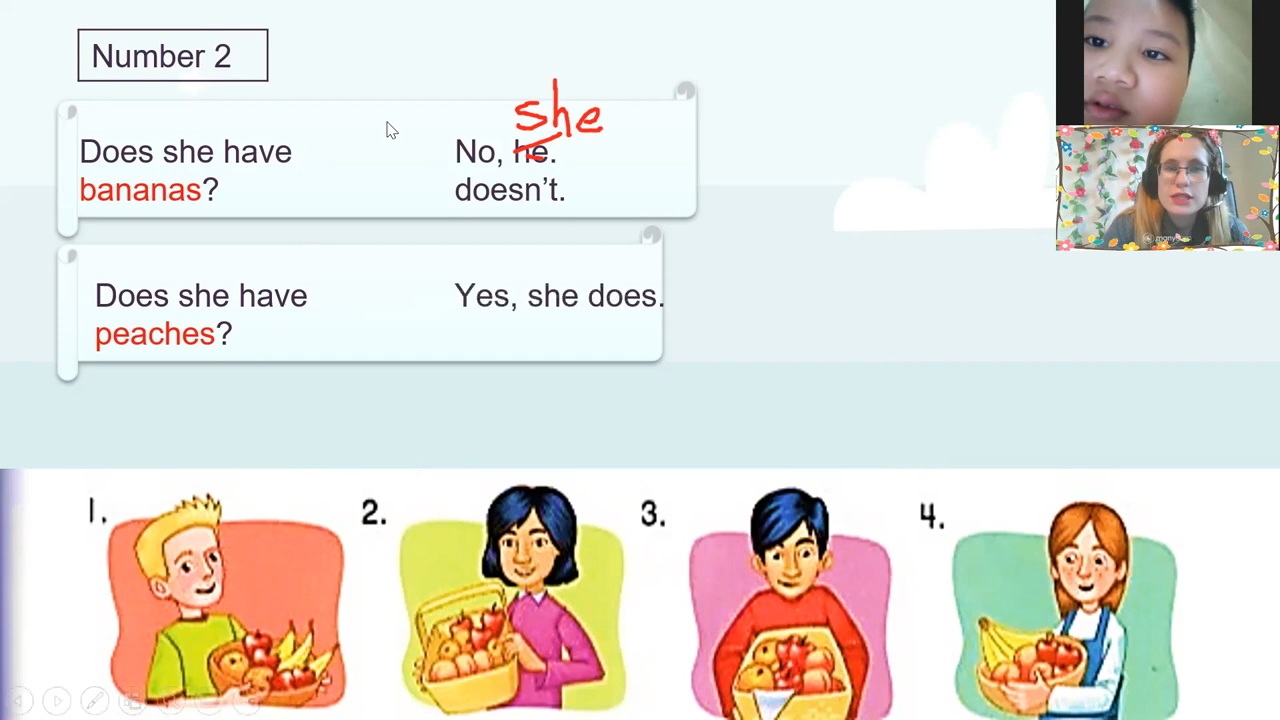 Number 2
she
Does she have
No, he.
bananas?
doesn't.
Does she have
Yes, she does.
peaches?
1.
2.
3.
4.